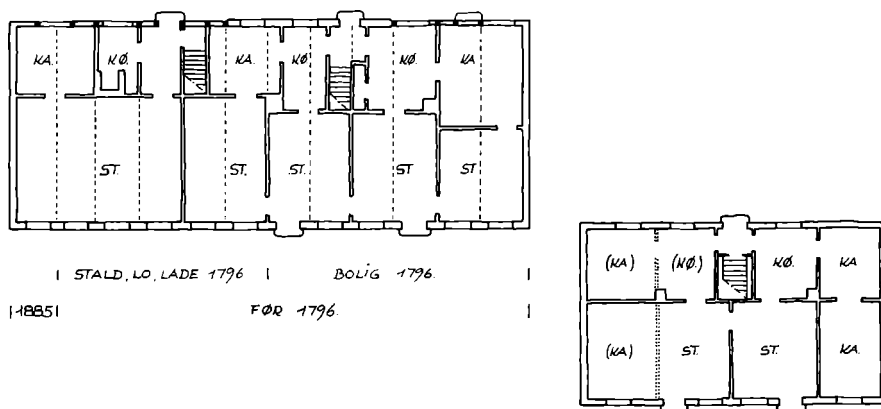 KA. KØ. KA. KØ KØ. KA
ST. ST. ST. ST ST
STALD, LO, LADE 1796 BOLIG 1796.
1885 FØR 1796.
(KA) (KØ.) KØ. KA
(KA) ST. ST. KA.